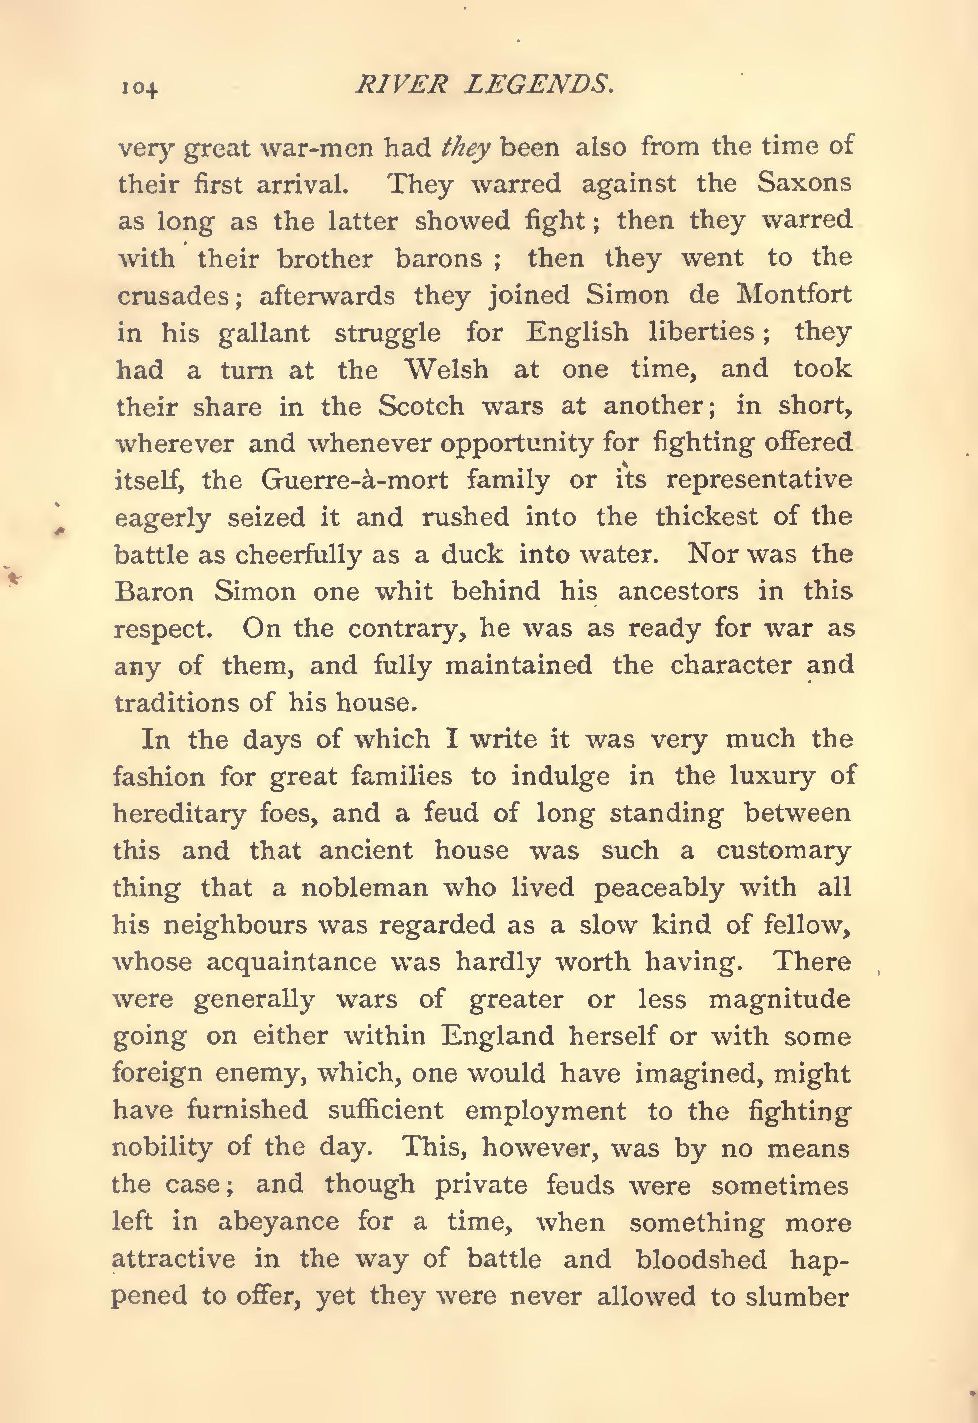 104 RIVER LEGENDS.
very great war-men had they been also from the time of
their first arrival. They warred against the Saxons
as long as the latter showed fight; then they warred
with their brother barons ; then they went to the
crusades; afterwards they joined Simon de Montfort
in his gallant struggle for English liberties; they
had a turn at the Welsh at one time, and took
their share in the Scotch wars at another; in short,
wherever and whenever opportunity for fighting offered
itself, the Guerre-à-mort family or its representative
eagerly seized it and rushed into the thickest of the
battle as cheerfully as a duck into water. Nor was the
Baron Simon one whit behind his ancestors in this
respect. On the contrary, he was as ready for war as
any of them, and fully maintained the character and
traditions of his house.
In the days of which I write it was very much the
fashion for great families to indulge in the luxury of
hereditary foes, and a feud of long standing between
this and that ancient house was such a customary
thing that a nobleman who lived peaceably with all
his neighbours was regarded as a slow kind of fellow,
whose acquaintance was hardly worth having. There
were generally wars of greater or less magnitude
going on either within England herself or with some
foreign enemy, which, one would have imagined, might
have furnished sufficient employment to the fighting
nobility of the day. This, however, was by no means
the case; and though private feuds were sometimes
left in abeyance for a time, when something more
attractive in the way of battle and bloodshed hap-
pened to offer, yet they were never allowed to slumber